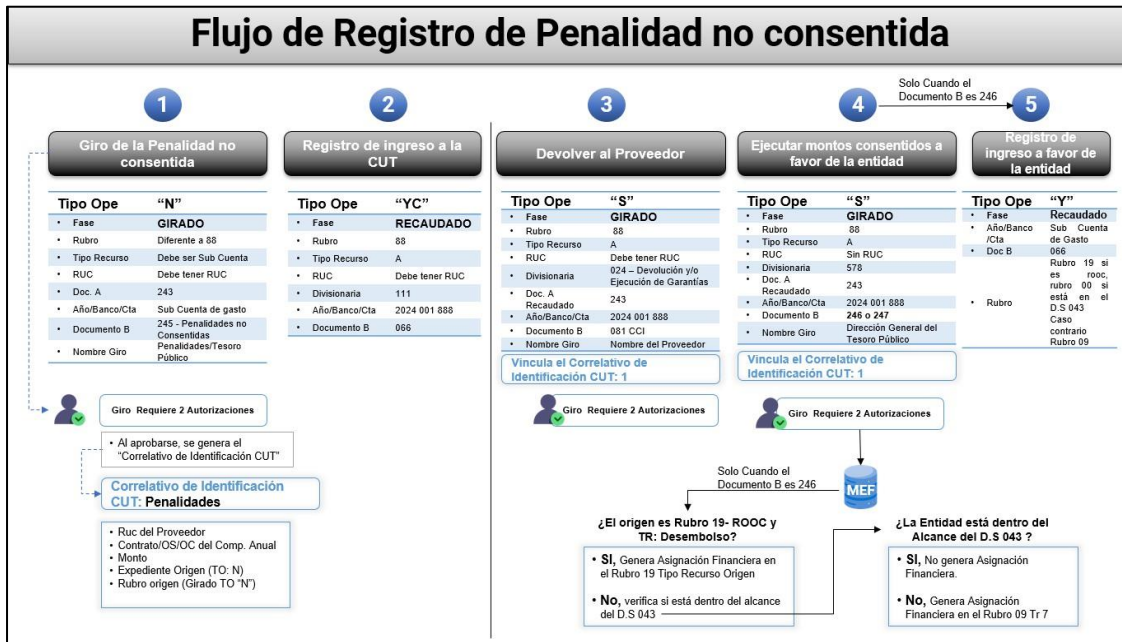 Flujo de Registro de Penalidad no consentida
Solo Cuando el
Documento B es 246
1
2
3
4
5
Giro de la Penalidad no
consentida
Registro de ingreso a la
CUT
Devolver al Proveedor
Ejecutar montos consentidos a
favor de la entidad
Registro de
ingreso a favor de
la entidad
Tipo Ope “N”
• Fase GIRADO
• Rubro Diferente a 88
• Tipo Recurso Debe ser Sub Cuenta
• RUC Debe tener RUC
• Doc. A 243
• Año/Banco/Cta Sub Cuenta de gasto
• Documento B 245 - Penalidades no
Consentidas
• Nombre Giro Penalidades/Tesoro
Público
Tipo Ope “YC”
• Fase RECAUDADO
• Rubro 88
• Tipo Recurso A
• RUC Debe tener RUC
• Divisionaria 111
• Año/Banco/Cta 2024 001 888
• Documento B 066
Tipo Ope “S”
• Fase GIRADO
• Rubro 88
• Tipo Recurso A
• RUC Debe tener RUC
• Divisionaria 024 – Devolución y/o
Ejecución de Garantías
• Doc. A
Recaudado 243
• Año/Banco/Cta 2024 001 888
• Documento B 081 CCI
• Nombre Giro Nombre del Proveedor
Vincula el Correlativo de
Identificación CUT: 1
Tipo Ope “S”
• Fase GIRADO
• Rubro 88
• Tipo Recurso A
• RUC Sin RUC
• Divisionaria 578
• Doc. A
Recaudado 243
• Año/Banco/Cta 2024 001 888
• Documento B 246 o 247
• Nombre Giro Dirección General del
Tesoro Público
Vincula el Correlativo de
Identificación CUT: 1
Tipo Ope “Y”
• Fase Recaudado
• Año/Banco
/Cta Sub Cuenta
de Gasto
• Doc B 066
• Rubro Rubro 19 si
es rooc,
rubro 00 si
está en el
D.S 043
Caso
contrario
Rubro 09
Giro Requiere 2 Autorizaciones
Giro Requiere 2 Autorizaciones
Giro Requiere 2 Autorizaciones
• Al aprobarse, se genera el
“Correlativo de Identificación CUT”
Correlativo de Identificación
CUT: Penalidades
• Ruc del Proveedor
• Contrato/OS/OC del Comp. Anual
• Monto
• Expediente Origen (TO: N)
• Rubro origen (Girado TO “N”)
Solo Cuando el
Documento B es 246
MEF
¿El origen es Rubro 19- ROOC y
TR: Desembolso?
• SI, Genera Asignación Financiera en
el Rubro 19 Tipo Recurso Origen
• No, verifica si está dentro del alcance
del D.S 043
¿La Entidad está dentro del
Alcance del D.S 043 ?
• SI, No genera Asignación
Financiera.
• No, Genera Asignación
Financiera en el Rubro 09 Tr 7